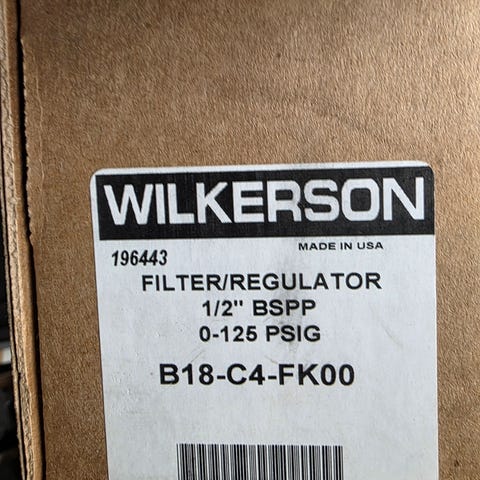 WILKERSON
MADE IN USA
196443
FILTER/REGULATOR
1/2" BSPP
0-125 PSIG
B18-C4-FK00